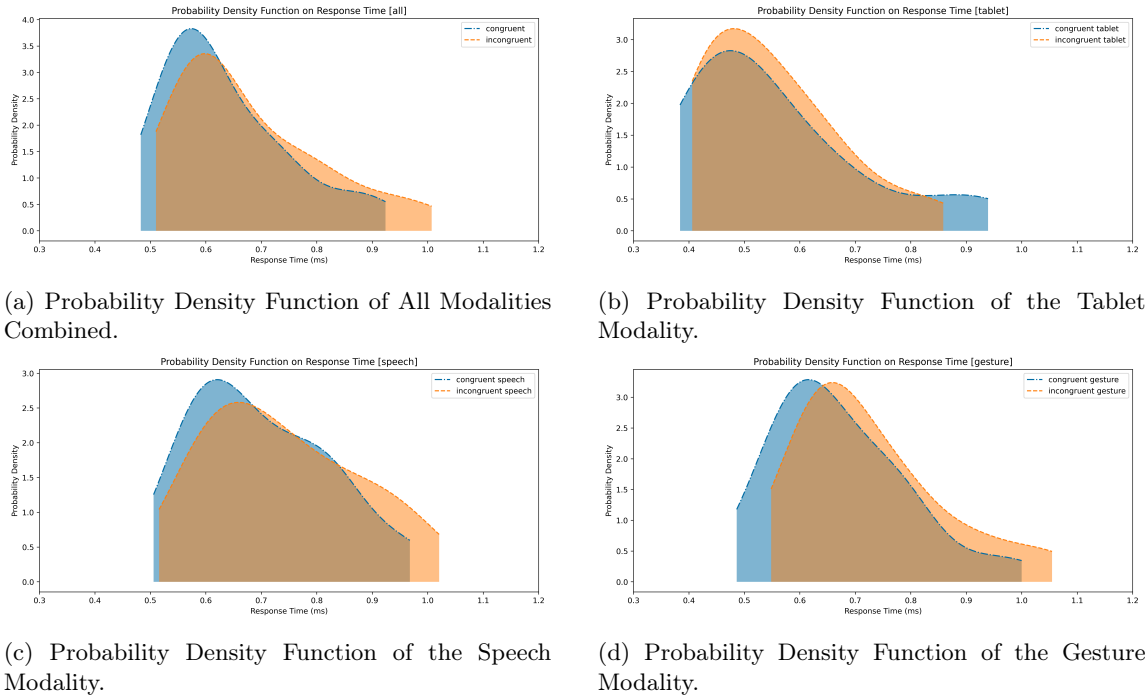 Probability Density Function on Response Time [all]
4.0
3.5
3.0
2.5
2.0
1.5
1.0
0.5
0.0
Probability Density
congruent
incongruent
0.3 0.4 0.5 0.6 0.7 0.8 0.9 1.0 1.1 1.2
Response Time (ms)
(a) Probability Density Function of All Modalities
Combined.
Probability Density Function on Response Time [tablet]
3.0
2.5
2.0
1.5
1.0
0.5
0.0
Probability Density
congruent tablet
incongruent tablet
0.3 0.4 0.5 0.6 0.7 0.8 0.9 1.0 1.1 1.2
Response Time (ms)
(b) Probability Density Function of the Tablet
Modality.
Probability Density Function on Response Time [speech]
3.0
2.5
2.0
1.5
1.0
0.5
0.0
Probability Density
congruent speech
incongruent speech
0.3 0.4 0.5 0.6 0.7 0.8 0.9 1.0 1.1 1.2
Response Time (ms)
(c) Probability Density Function of the Speech
Modality.
Probability Density Function on Response Time [gesture]
3.0
2.5
2.0
1.5
1.0
0.5
0.0
Probability Density
congruent gesture
incongruent gesture
0.3 0.4 0.5 0.6 0.7 0.8 0.9 1.0 1.1 1.2
Response Time (ms)
(d) Probability Density Function of the Gesture
Modality.